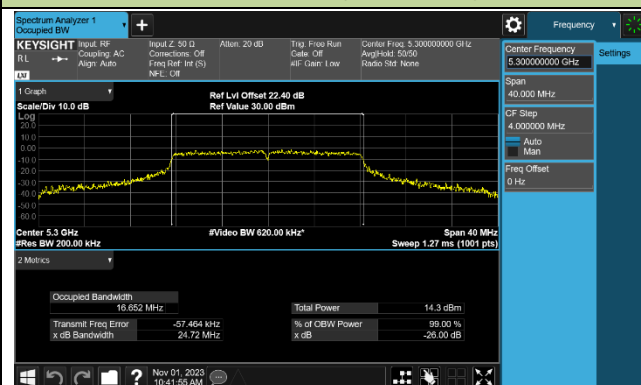 Spectrum Analyzer 1
Occupied BW
+
Frequency
KEYSIGHT
RL
LXI
Input: RF
Coupling: AC
Align: Auto
Input Z: 50 Ω
Corrections: Off
Freq Ref: Int (S)
NFE: Off
Atten: 20 dB
Trig: Free Run
Gate: Off
#IF Gain: Low
Center Freq: 5.300000000 GHz
Avg|Hold: 50/50
Radio Std: None
Center Frequency
5.300000000 GHz
Settings
Span
40.000 MHz
CF Step
4.000000 MHz
Auto
Man
Freq Offset
0 Hz
1 Graph
Scale/Div 10.0 dB
Ref Lvl Offset 22.40 dB
Ref Value 30.00 dBm
Log
20.0
10.0
0.00
-10.0
-20.0
-30.0
-40.0
-50.0
-60.0
Center 5.3 GHz
#Res BW 200.00 kHz
#Video BW 620.00 kHz*
Span 40 MHz
Sweep 1.27 ms (1001 pts)
2 Metrics
Occupied Bandwidth
16.652 MHz
Total Power 14.3 dBm
Transmit Freq Error -57.464 kHz
% of OBW Power 99.00 %
x dB Bandwidth 24.72 MHz
x dB -26.00 dB
?
Nov 01, 2023
10:41:55 AM